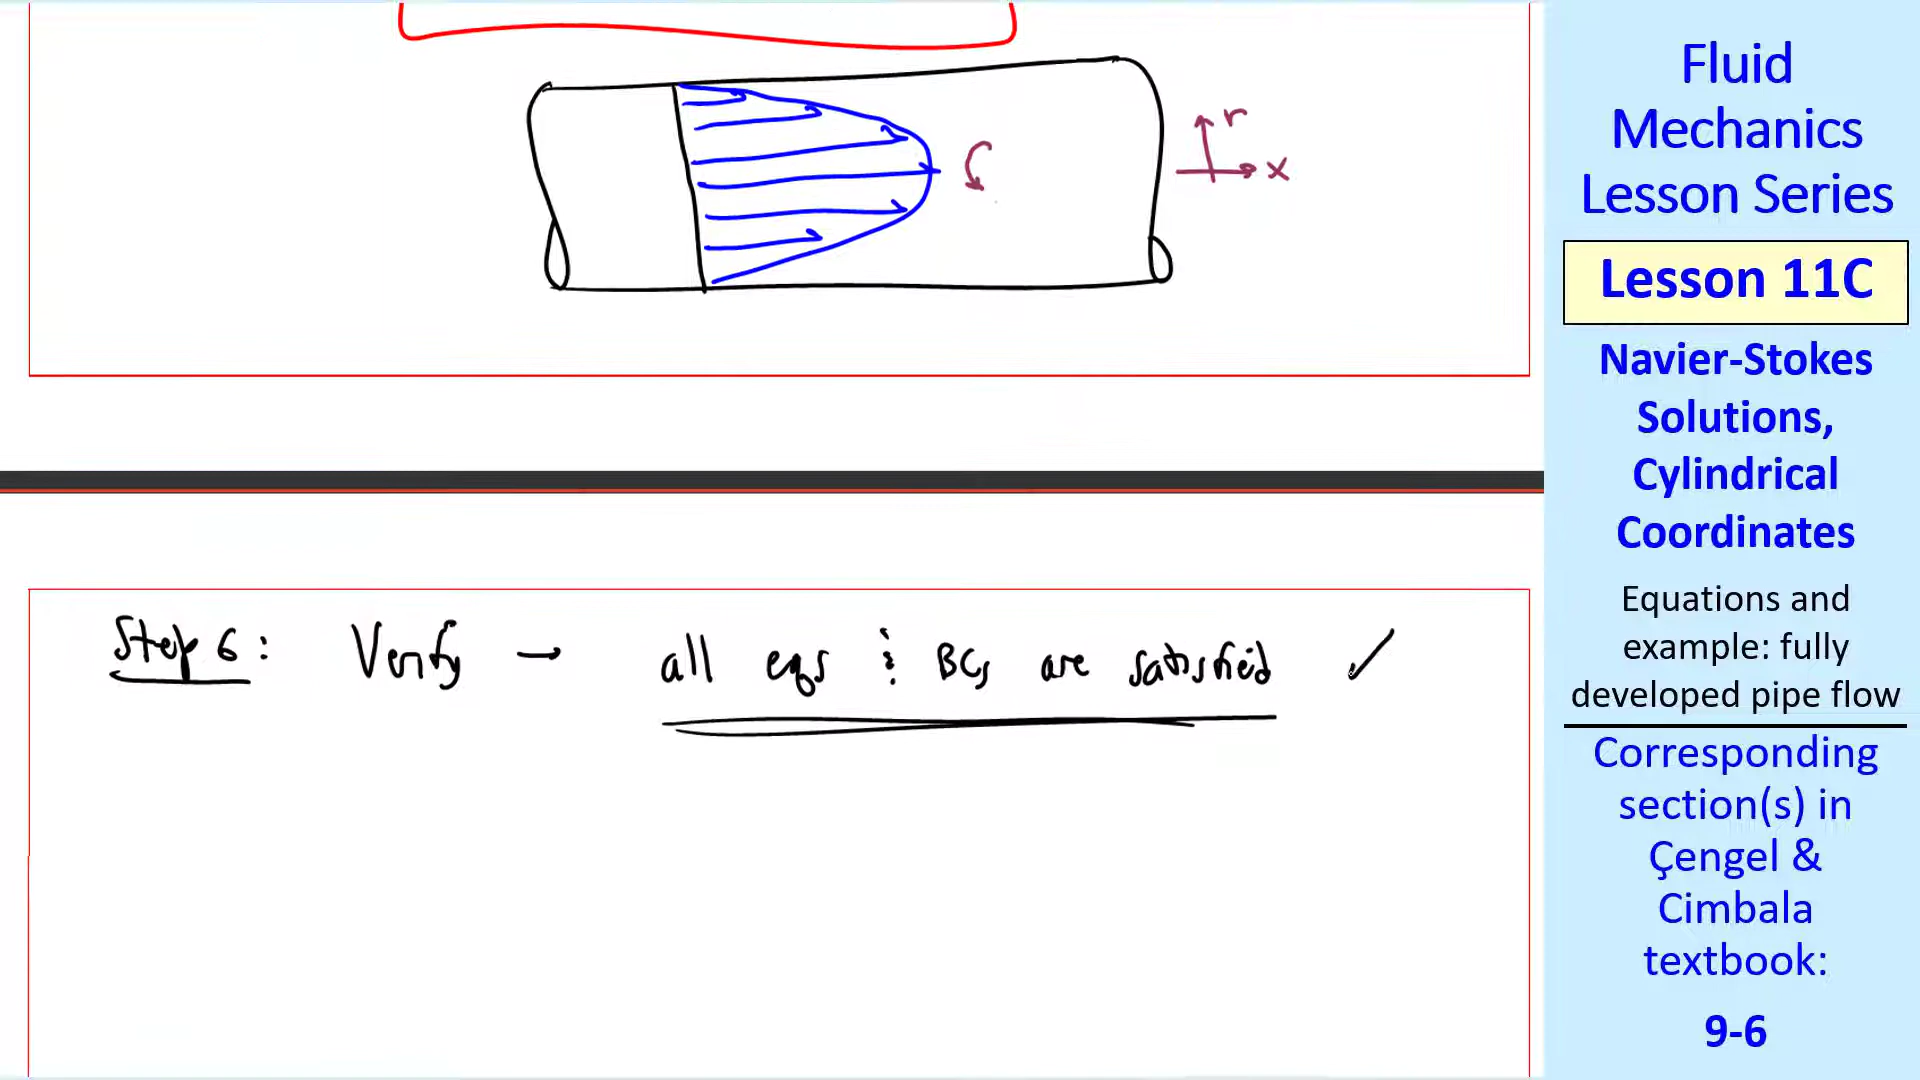 r
x
Step 6: Verify → all eqs & BCs are satisfied ✓
Fluid
Mechanics
Lesson Series
Lesson 11C
Navier-Stokes
Solutions,
Cylindrical
Coordinates
Equations and
example: fully
developed pipe flow
Corresponding
section(s) in
Çengel &
Cimbala
textbook:
9-6